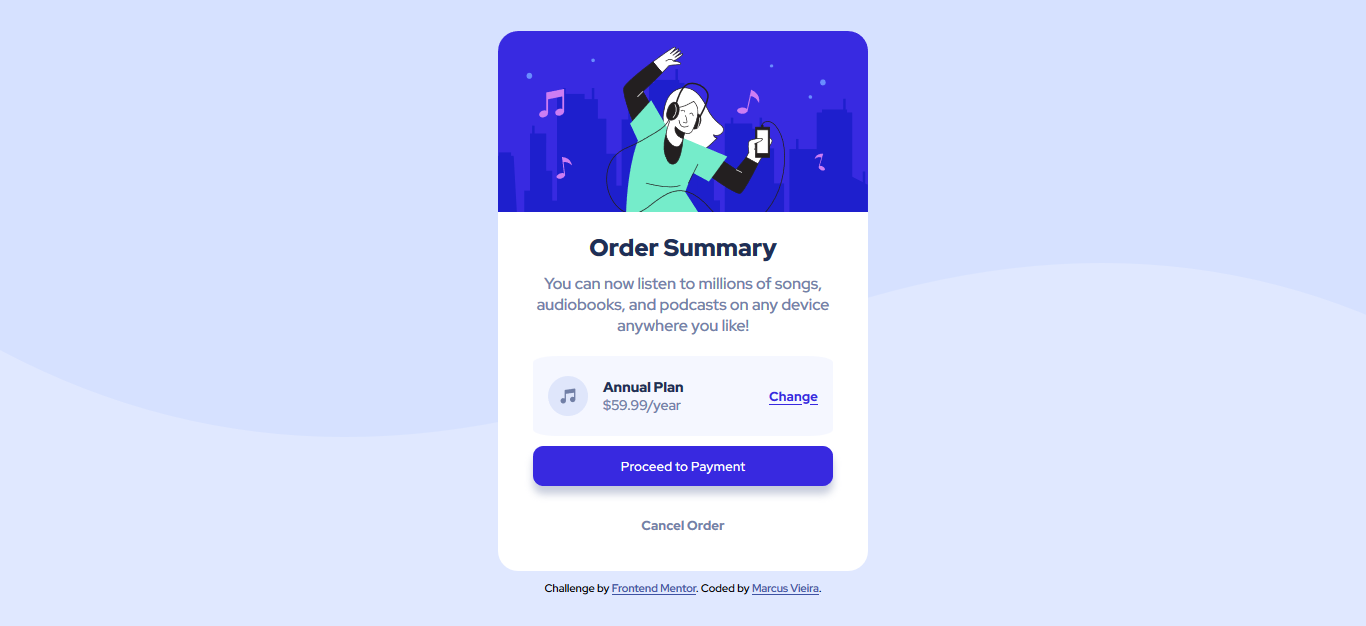 Order Summary
You can now listen to millions of songs,
audiobooks, and podcasts on any device
anywhere you like!
Annual Plan
$59.99/year
Change
Proceed to Payment
Cancel Order
Challenge by Frontend Mentor. Coded by Marcus Vieira.